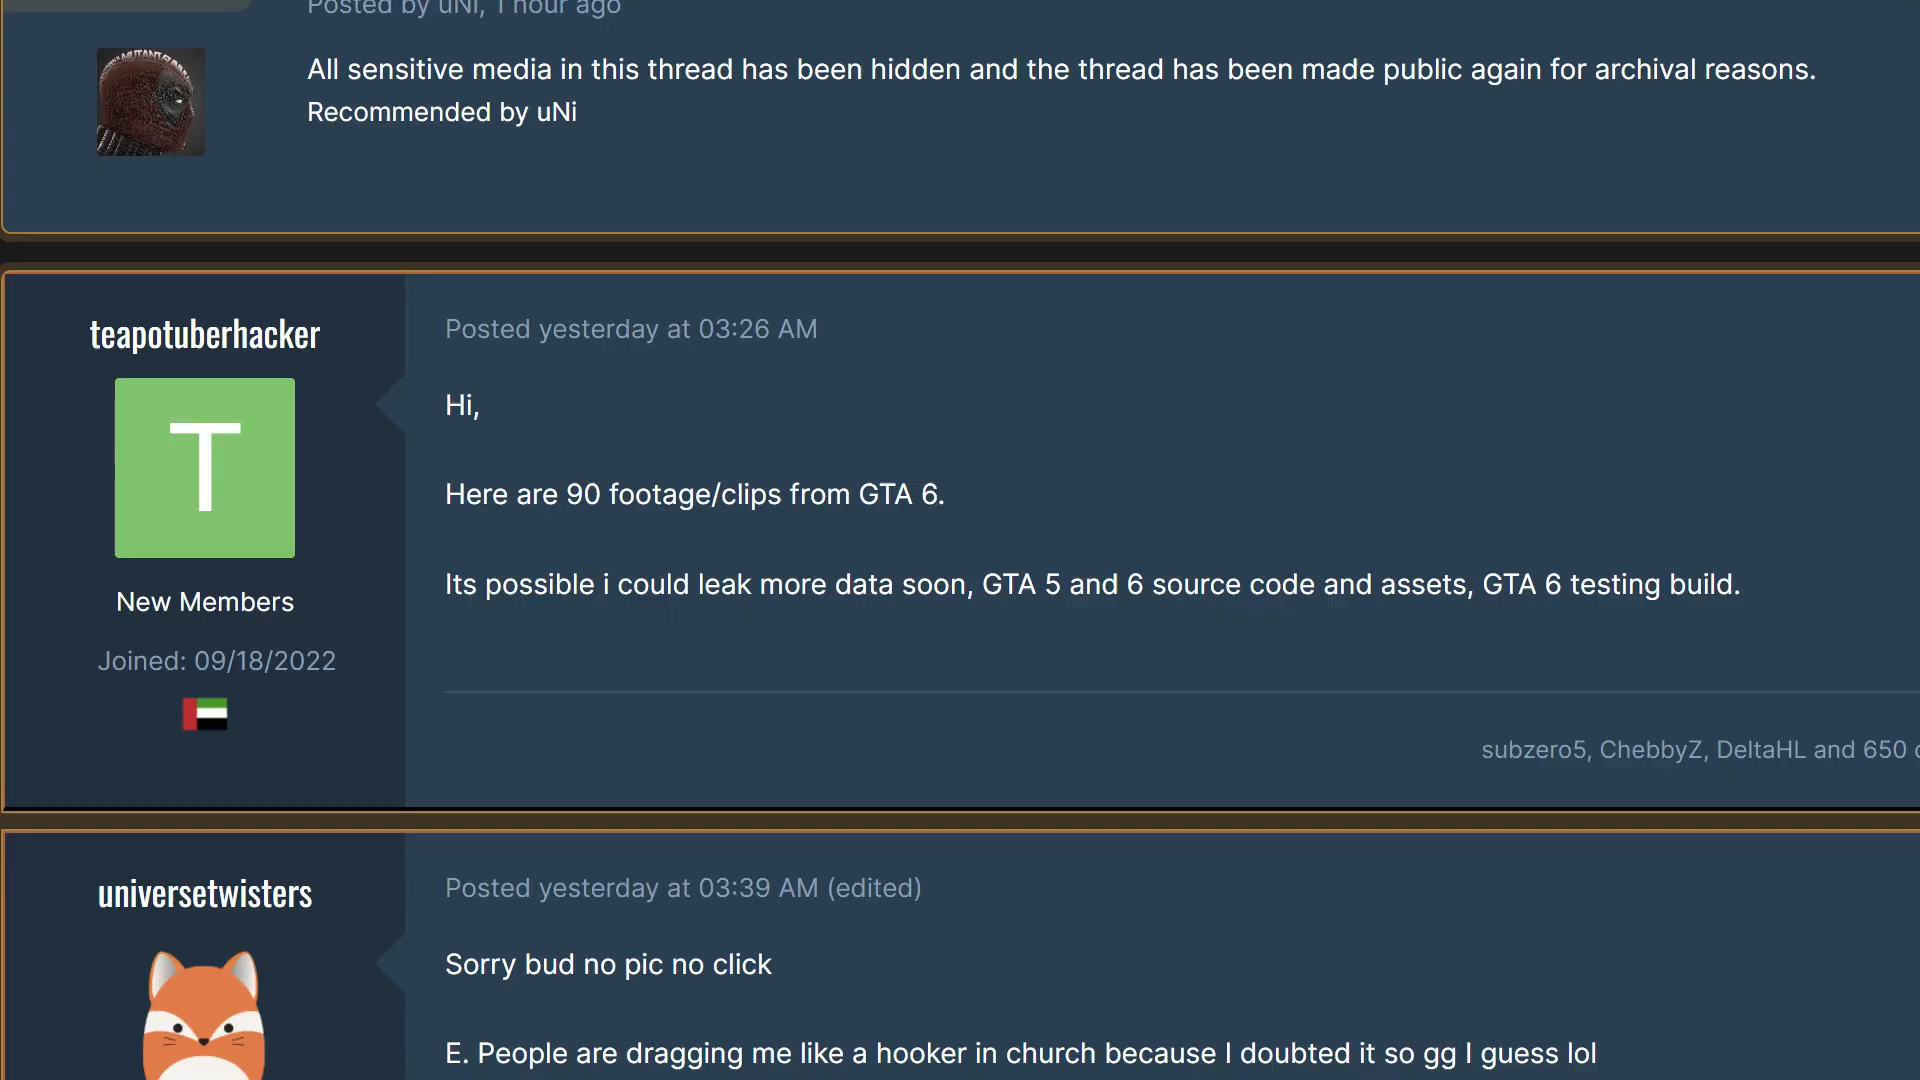 Posted by uNi, 1 hour ago
All sensitive media in this thread has been hidden and the thread has been made public again for archival reasons.
Recommended by uNi
teapotuberhacker
T
New Members
Joined: 09/18/2022
Posted yesterday at 03:26 AM
Hi,
Here are 90 footage/clips from GTA 6.
Its possible i could leak more data soon, GTA 5 and 6 source code and assets, GTA 6 testing build.
subzero5, ChebbyZ, DeltaHL and 650
universetwisters
Posted yesterday at 03:39 AM (edited)
Sorry bud no pic no click
E. People are dragging me like a hooker in church because I doubted it so gg I guess lol